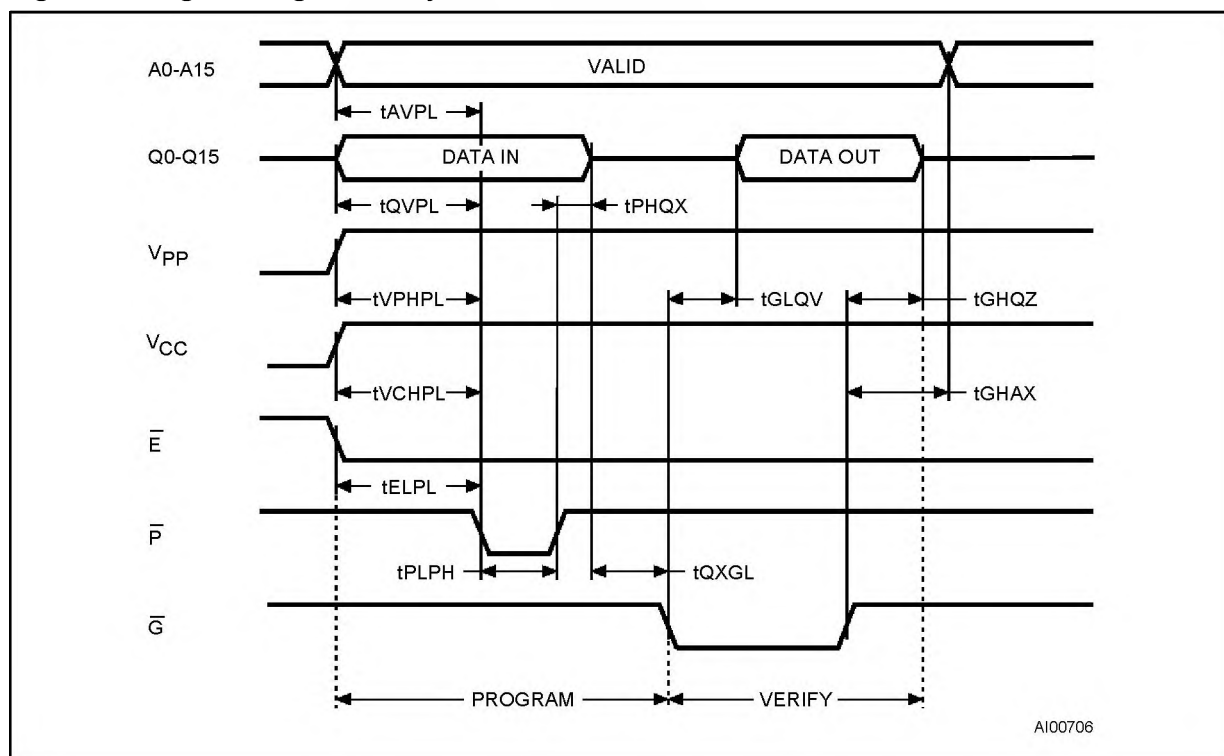 A0-A15
VALID
tAVPL
Q0-Q15
DATA IN
DATA OUT
tQVPL
tPHQX
VPP
tVPHPL
tGLQV
tGHQZ
VCC
tVCHPL
tGHAX
E̅
tELPL
P̅
tPLPH
tQXGL
G̅
PROGRAM
VERIFY
AI00706